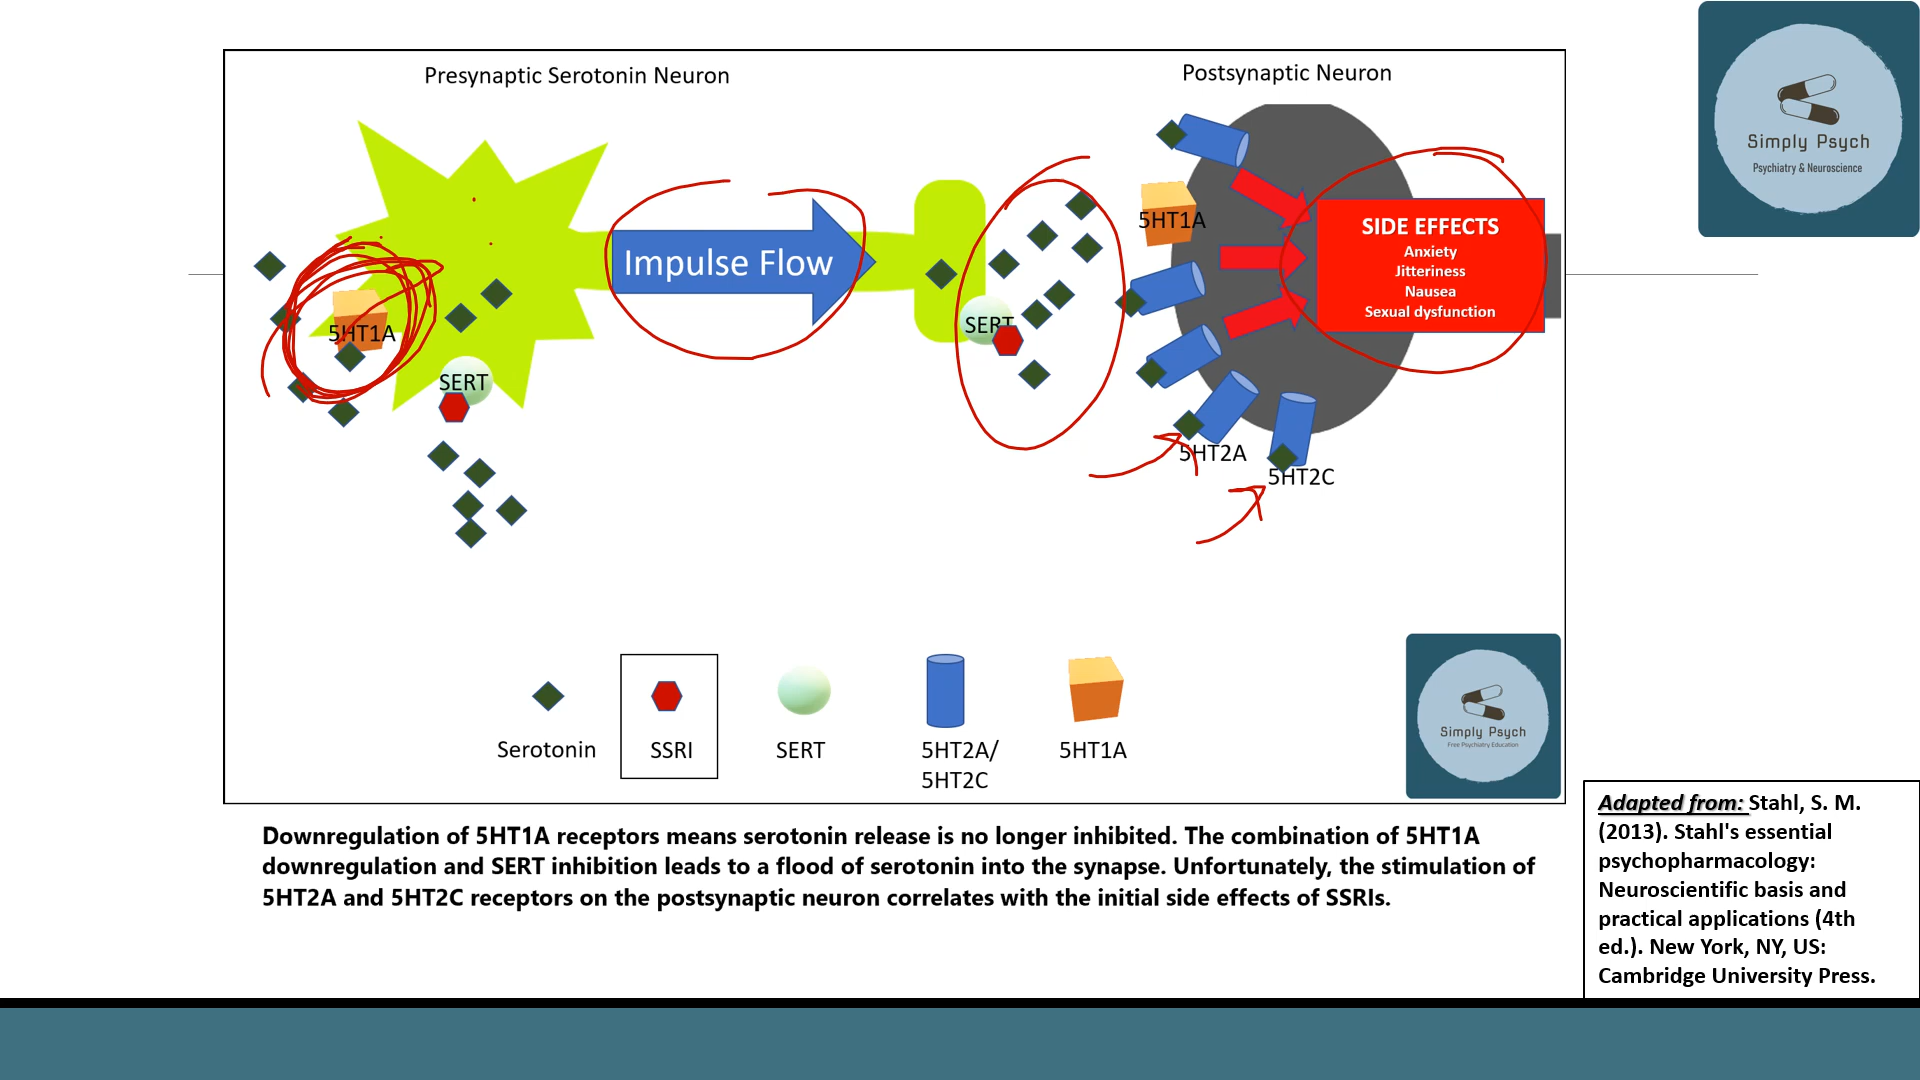 Simply Psych
Psychiatry & Neuroscience
Presynaptic Serotonin Neuron
Postsynaptic Neuron
5HT1A
SERT
Impulse Flow
SERT
5HT1A
5HT2A
5HT2C
SIDE EFFECTS
Anxiety
Jitteriness
Nausea
Sexual dysfunction
Serotonin
SSRI
SERT
5HT2A/
5HT2C
5HT1A
Simply Psych
Free Psychiatry Education
Downregulation of 5HT1A receptors means serotonin release is no longer inhibited. The combination of 5HT1A
downregulation and SERT inhibition leads to a flood of serotonin into the synapse. Unfortunately, the stimulation of
5HT2A and 5HT2C receptors on the postsynaptic neuron correlates with the initial side effects of SSRIs.
Adapted from: Stahl, S. M.
(2013). Stahl's essential
psychopharmacology:
Neuroscientific basis and
practical applications (4th
ed.). New York, NY, US:
Cambridge University Press.